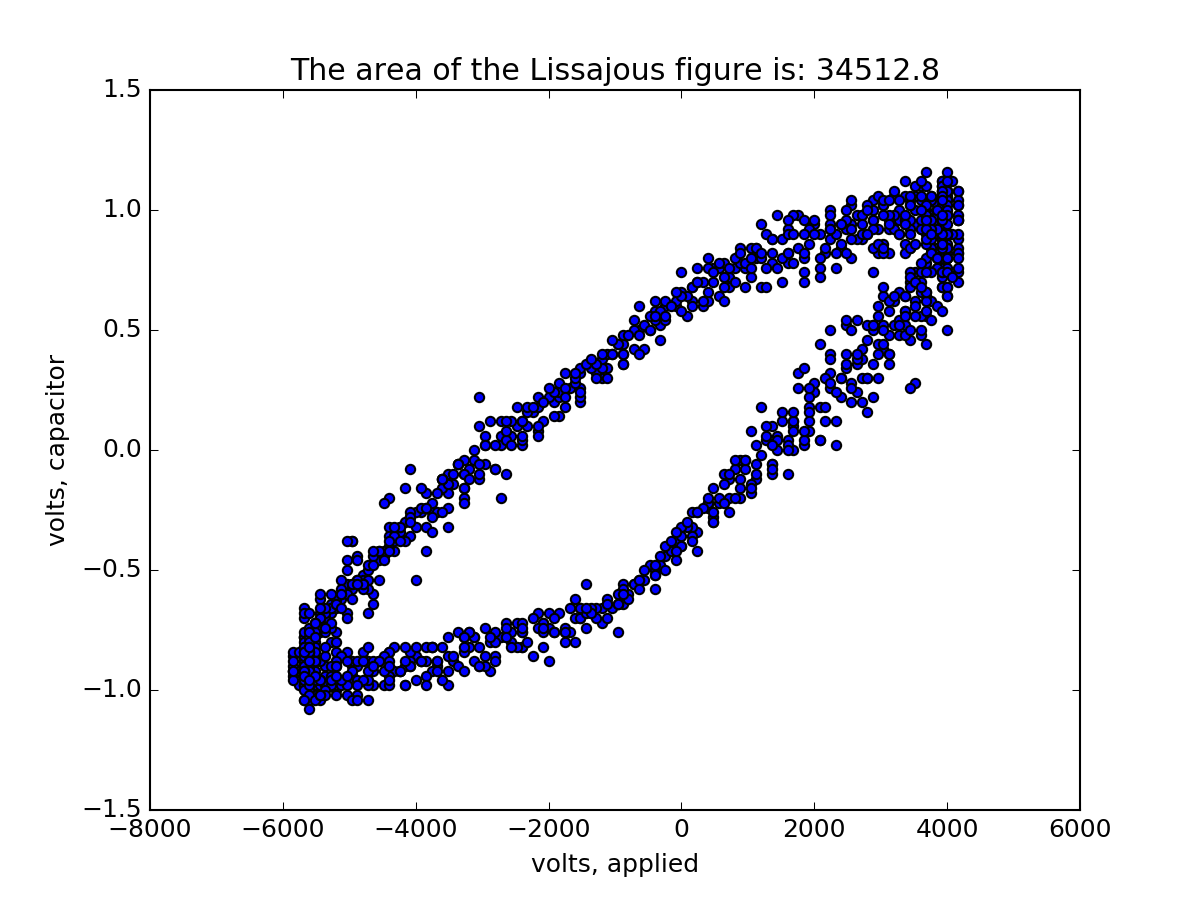 The area of the Lissajous figure is: 34512.8
1.5
1.0
0.5
0.0
−0.5
−1.0
−1.5
volts, capacitor
−8000 −6000 −4000 −2000 0 2000 4000 6000
volts, applied